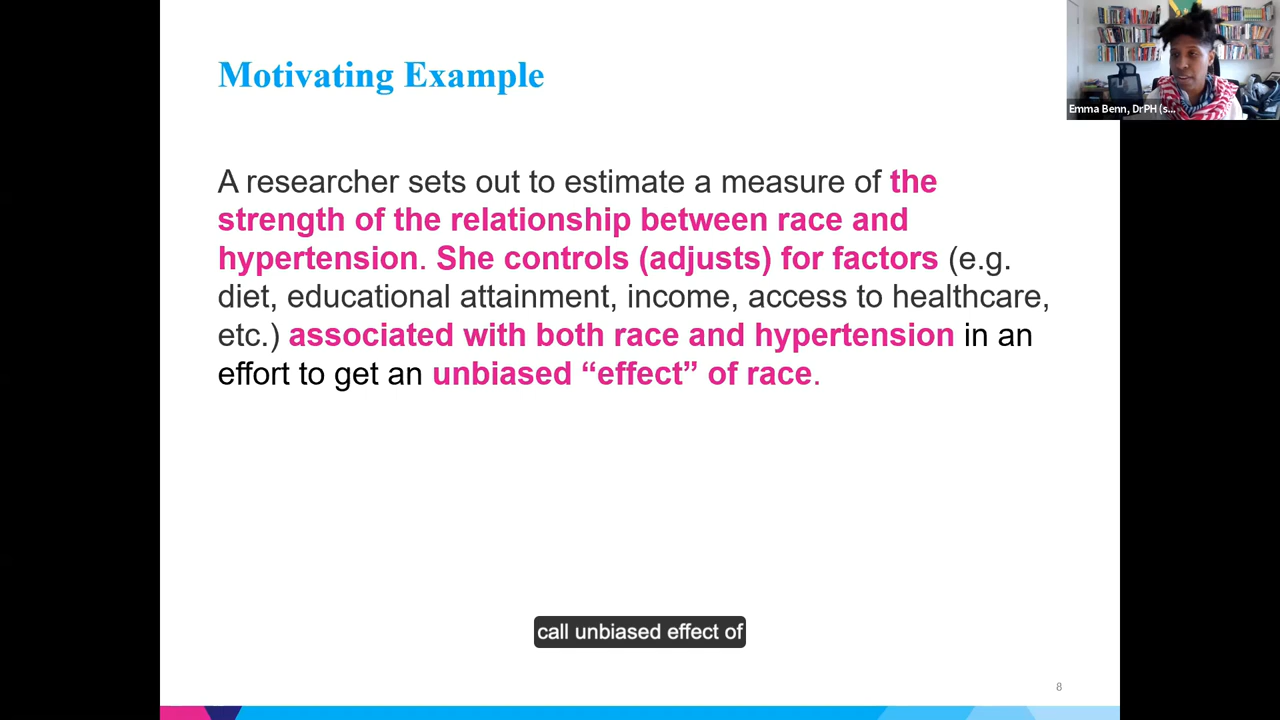 Motivating Example
A researcher sets out to estimate a measure of the
strength of the relationship between race and
hypertension. She controls (adjusts) for factors (e.g.
diet, educational attainment, income, access to healthcare,
etc.) associated with both race and hypertension in an
effort to get an unbiased “effect” of race.
call unbiased effect of
8
Emma Benn, DrPH (s...